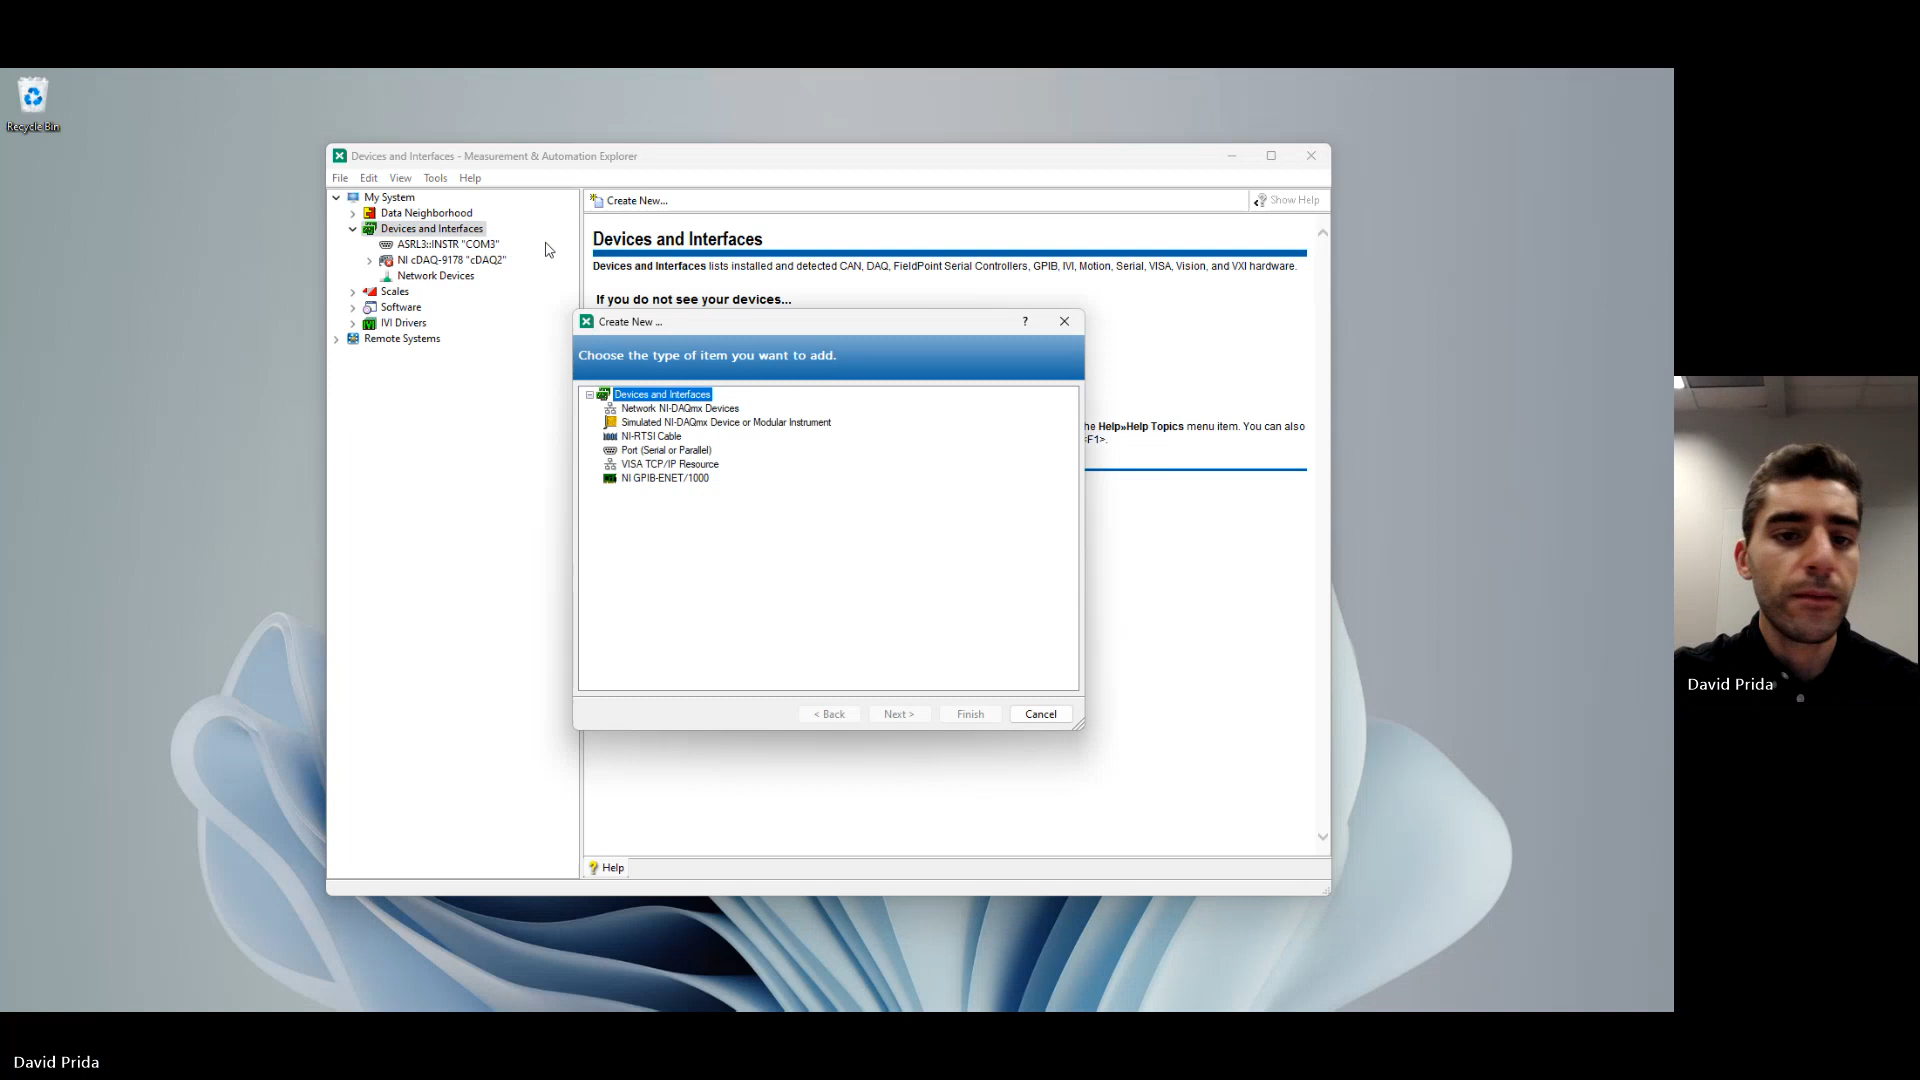 Recycle Bin
Devices and Interfaces - Measurement & Automation Explorer
File Edit View Tools Help
My System
Data Neighborhood
Devices and Interfaces
ASRL3::INSTR "COM3"
NI cDAQ-9178 "cDAQ2"
Network Devices
Scales
Software
IVI Drivers
Remote Systems
Create New...
Show Help
Devices and Interfaces
Devices and Interfaces lists installed and detected CAN, DAQ, FieldPoint Serial Controllers, GPIB, IVI, Motion, Serial, VISA, Vision, and VXI hardware.
If you do not see your devices...
he Help»Help Topics menu item. You can also
<F1>.
Create New ...
?
Choose the type of item you want to add.
Devices and Interfaces
Network NI-DAQmx Devices
Simulated NI-DAQmx Device or Modular Instrument
NI-RTSI Cable
Port (Serial or Parallel)
VISA TCP/IP Resource
NI GPIB-ENET/1000
< Back Next > Finish Cancel
Help
David Prida
David Prida